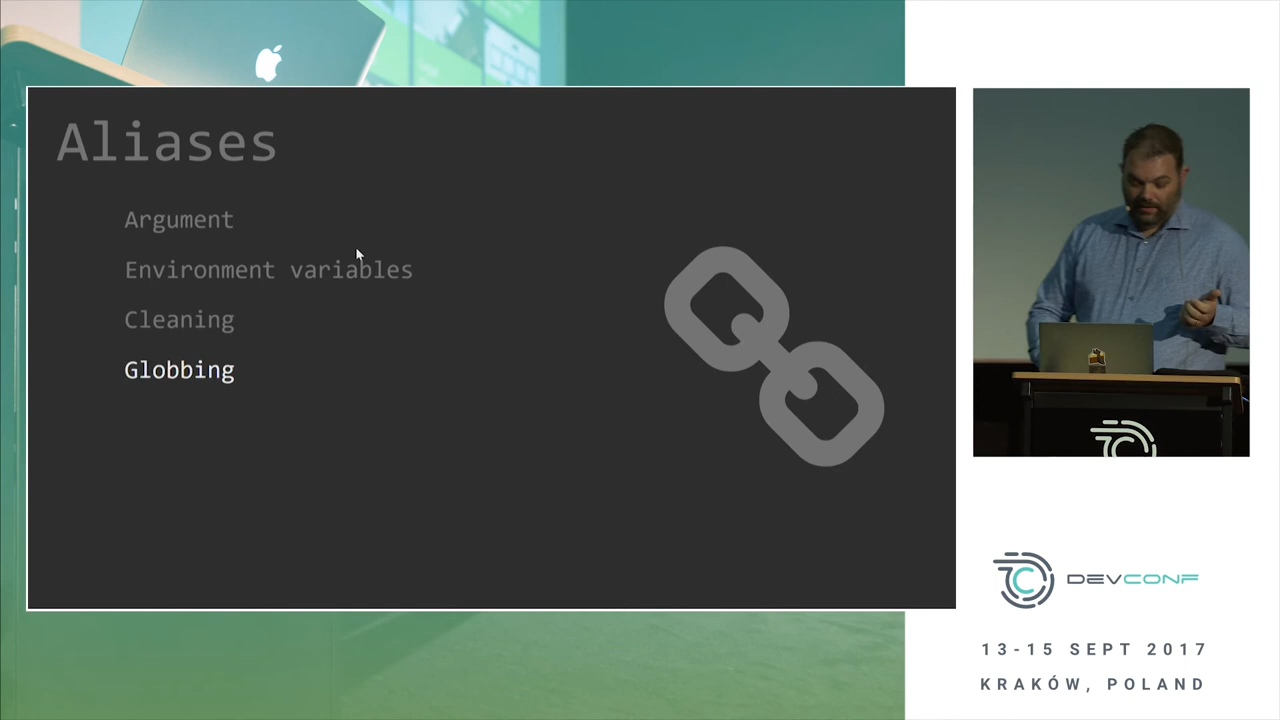 Aliases
Argument
Environment variables
Cleaning
Globbing
DEVCONF
13-15 SEPT 2017
KRAKÓW, POLAND